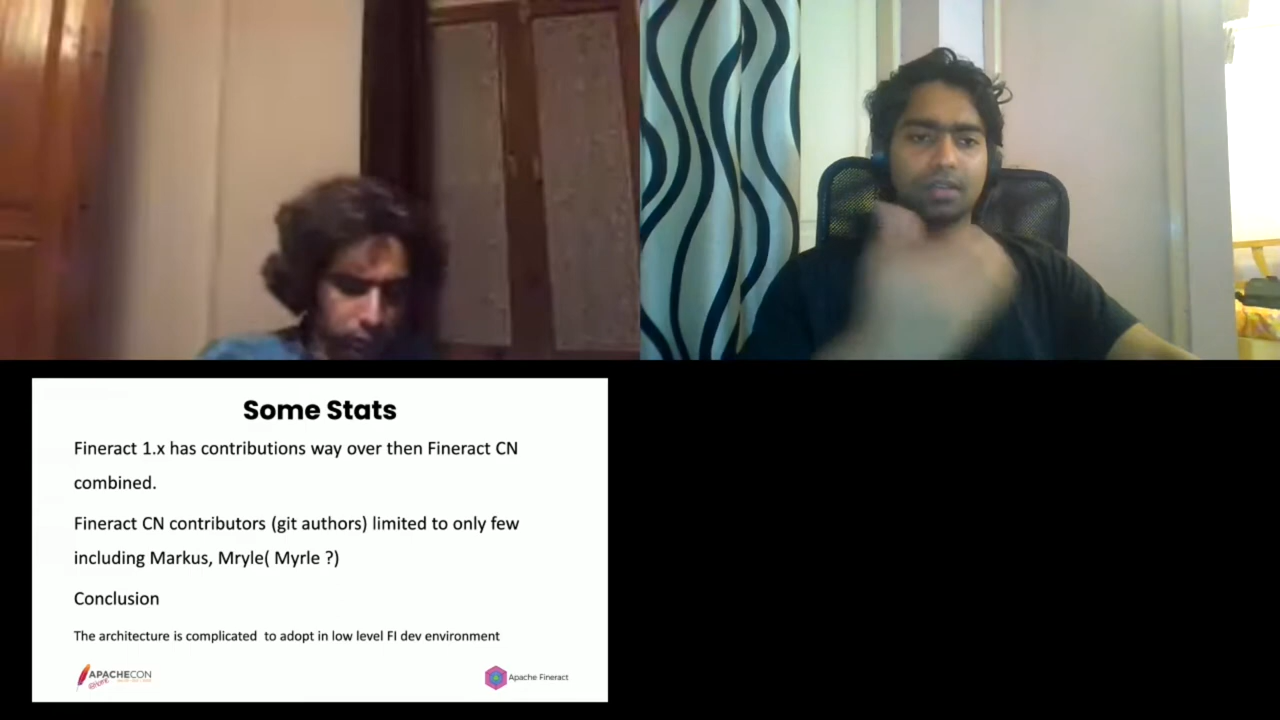 Some Stats
Fineract 1.x has contributions way over then Fineract CN
combined.
Fineract CN contributors (git authors) limited to only few
including Markus, Mryle( Myrle ?)
Conclusion
The architecture is complicated to adopt in low level FI dev environment
APACHECON
@HOME
Apache Fineract